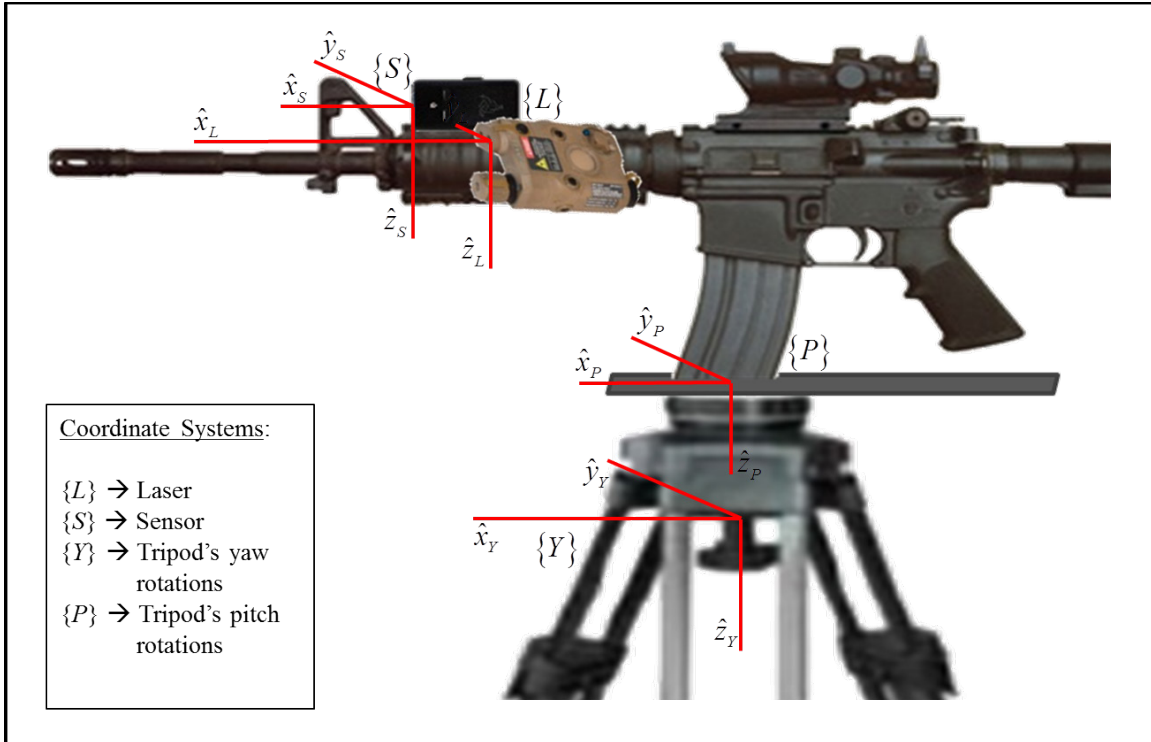 ŷ_S
{S}
x̂_S
{L}
x̂_L
ẑ_S
ẑ_L
ŷ_P
{P}
x̂_P
ẑ_P
ŷ_Y
x̂_Y
{Y}
ẑ_Y
Coordinate Systems:
{L} → Laser
{S} → Sensor
{Y} → Tripod's yaw
rotations
{P} → Tripod's pitch
rotations